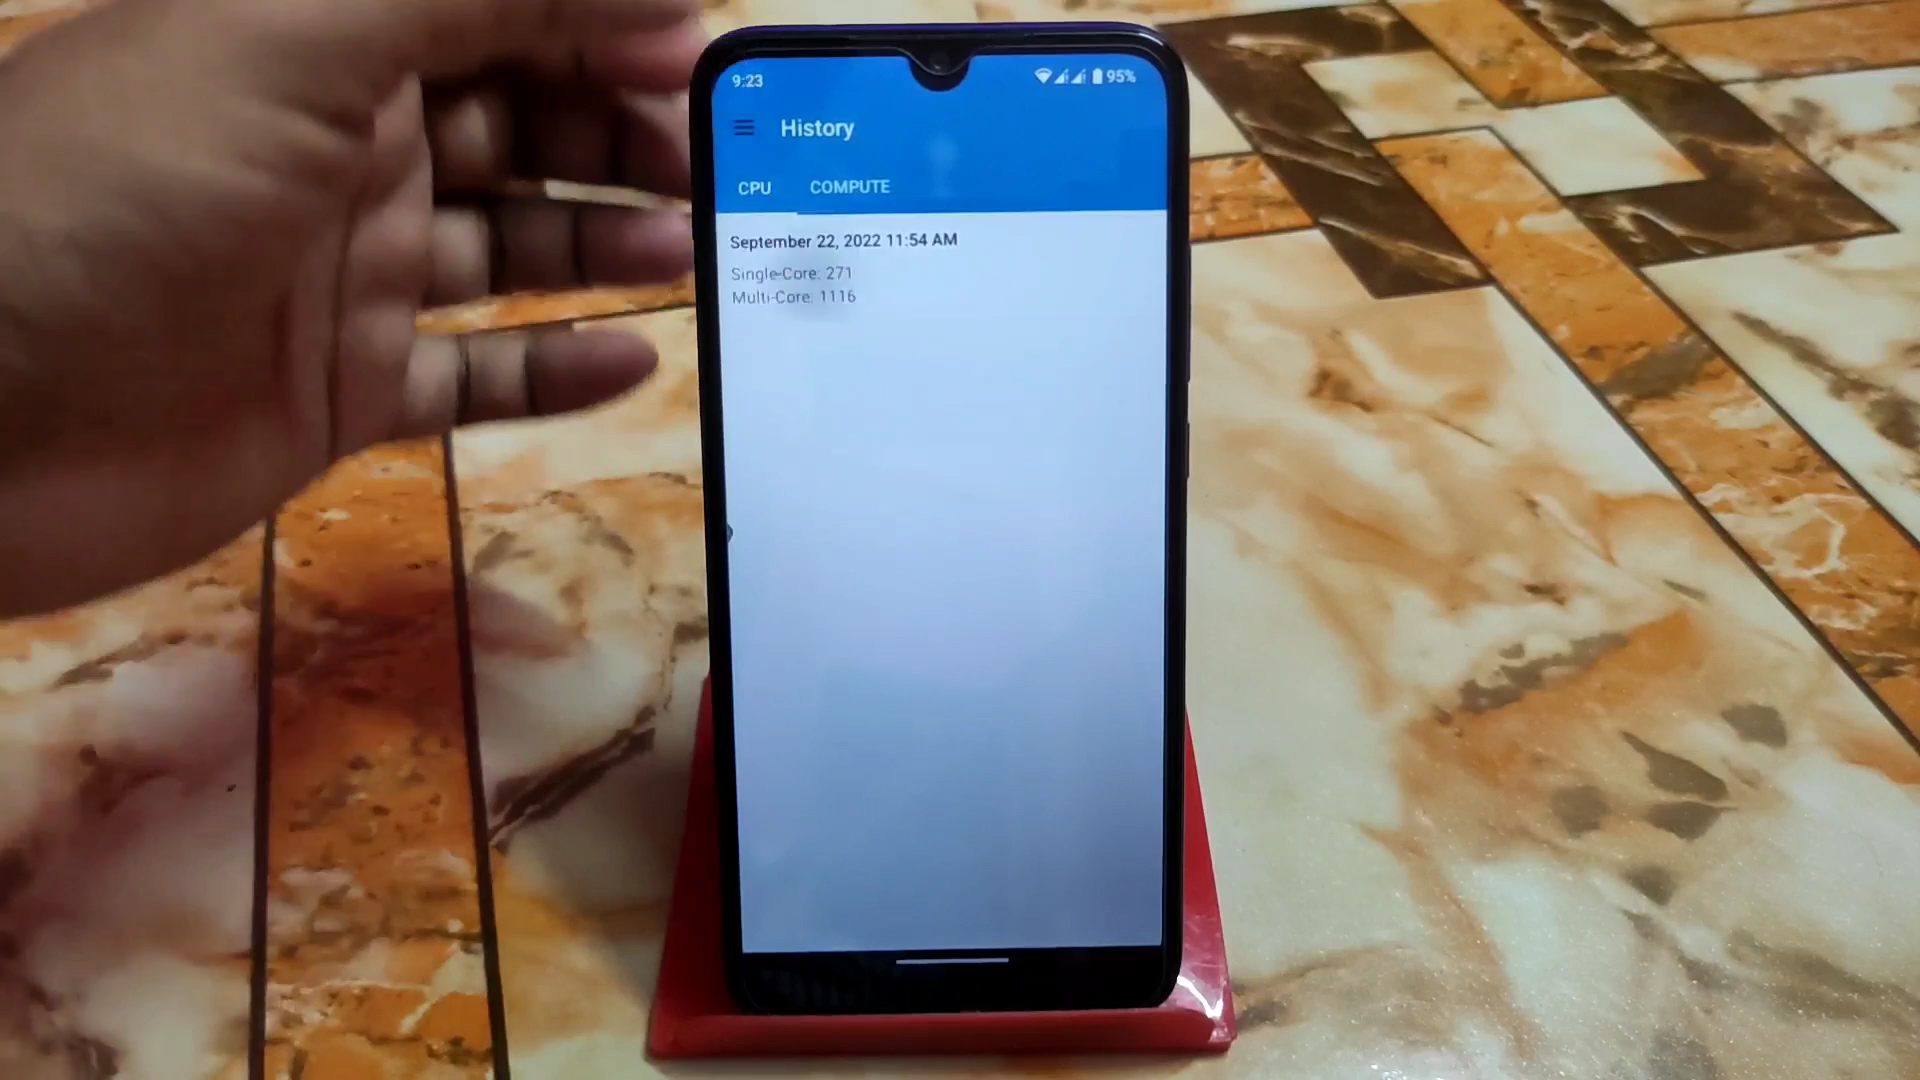 9:23 95%
History
CPU COMPUTE
September 22, 2022 11:54 AM
Single-Core: 271
Multi-Core: 1116